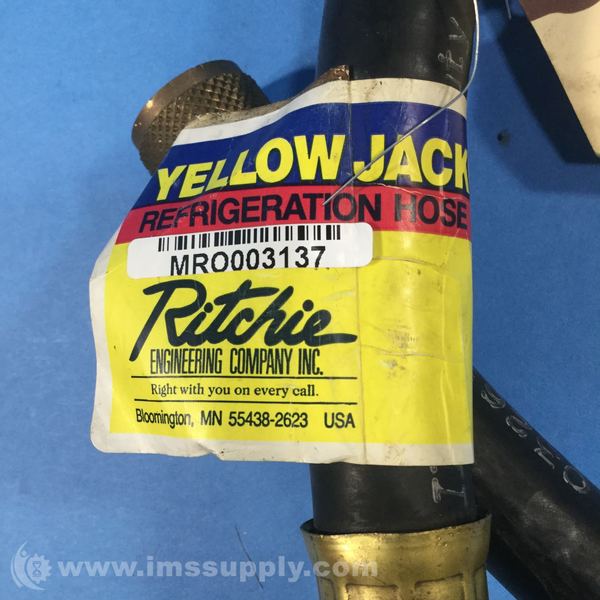 YELLOW JACK
REFRIGERATION HOSE
MRO003137
Ritchie
ENGINEERING COMPANY INC.
Right with you on every call.
Bloomington, MN 55438-2623 USA
www.imssupply.com